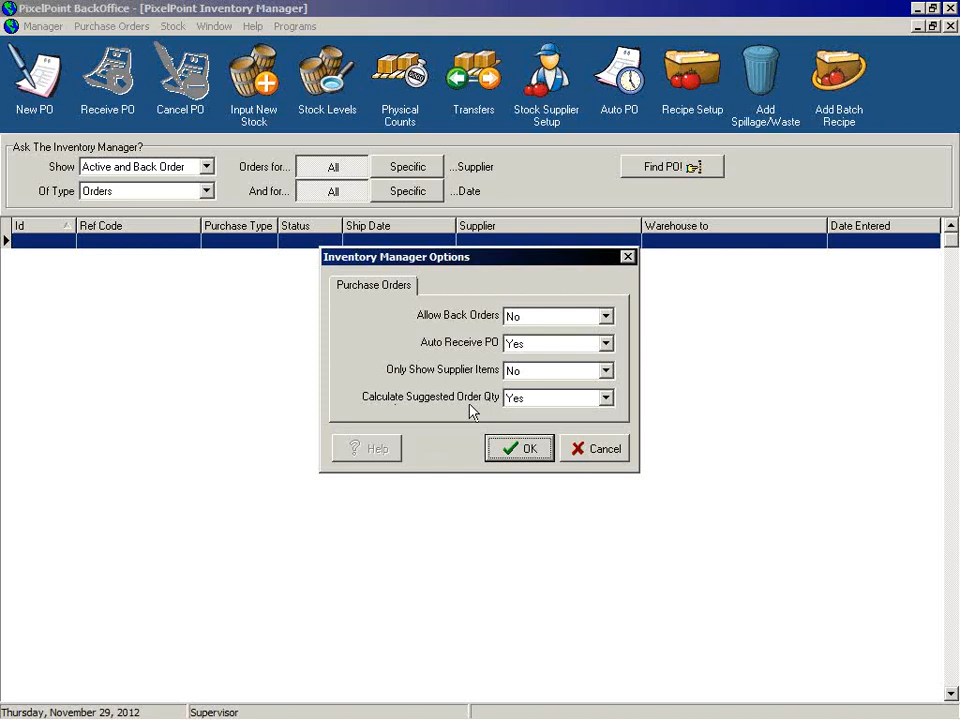 PixelPoint BackOffice - [PixelPoint Inventory Manager]
Manager Purchase Orders Stock Window Help Programs
New PO Receive PO Cancel PO Input New Stock Stock Levels Physical Counts Transfers Stock Supplier Setup Auto PO Recipe Setup Add Spillage/Waste Add Batch Recipe
Ask The Inventory Manager?
Show Active and Back Order Orders for... All Specific ...Supplier Find PO!
Of Type Orders And for... All Specific ...Date
Id Ref Code Purchase Type Status Ship Date Supplier Warehouse to Date Entered
Inventory Manager Options
Purchase Orders
Allow Back Orders No
Auto Receive PO Yes
Only Show Supplier Items No
Calculate Suggested Order Qty Yes
Help OK Cancel
Thursday, November 29, 2012 Supervisor